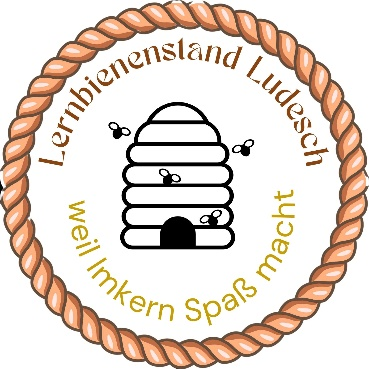 Lernbienenstand Ludesch
weil Imkern Spaß macht